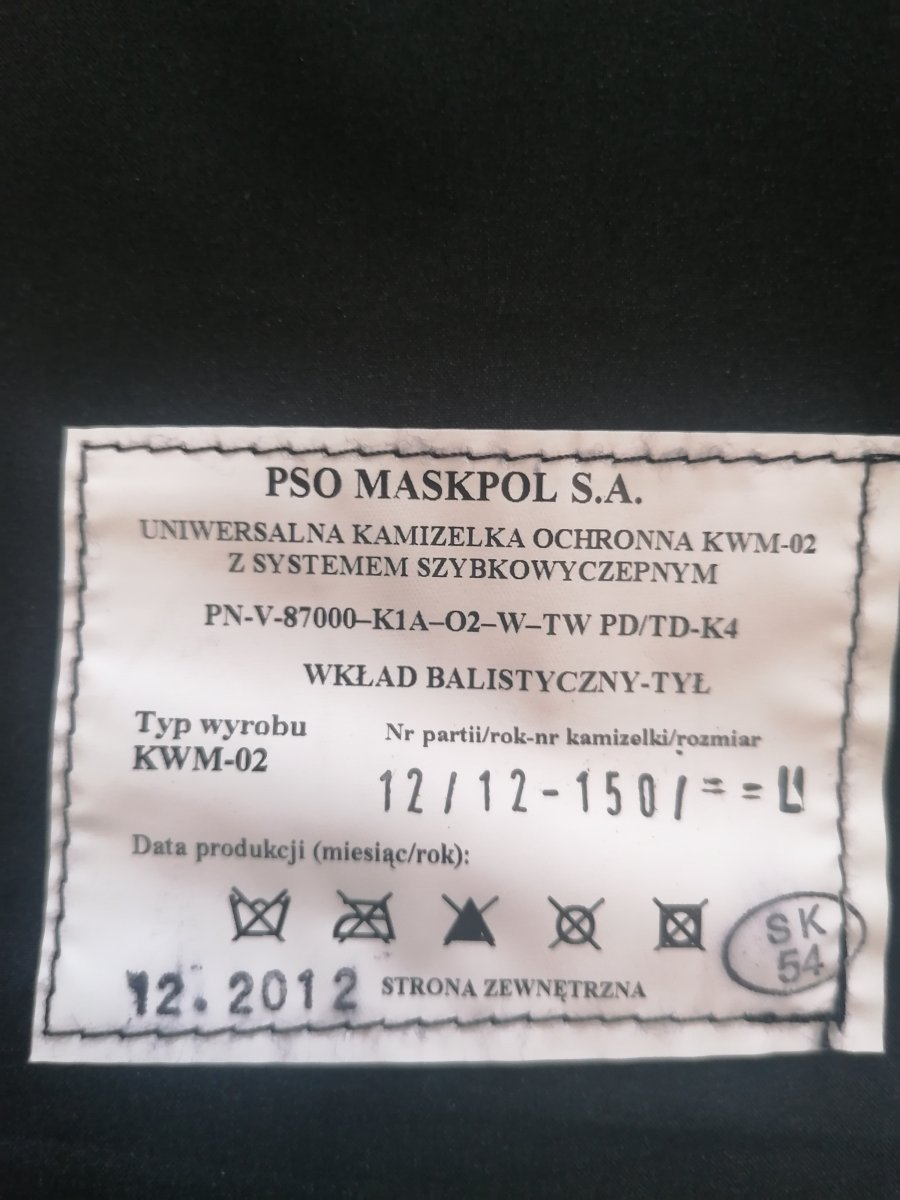 PSO MASKPOL S.A.
UNIWERSALNA KAMIZELKA OCHRONNA KWM-02
Z SYSTEMEM SZYBKOWYCZEPNYM
PN-V-87000–K1A–O2–W–TW PD/TD-K4
WKŁAD BALISTYCZNY-TYŁ
Typ wyrobu
KWM-02
Nr partii/rok-nr kamizelki/rozmiar
12/12-150/==
Data produkcji (miesiąc/rok):
12.2012
STRONA ZEWNĘTRZNA
SK
54